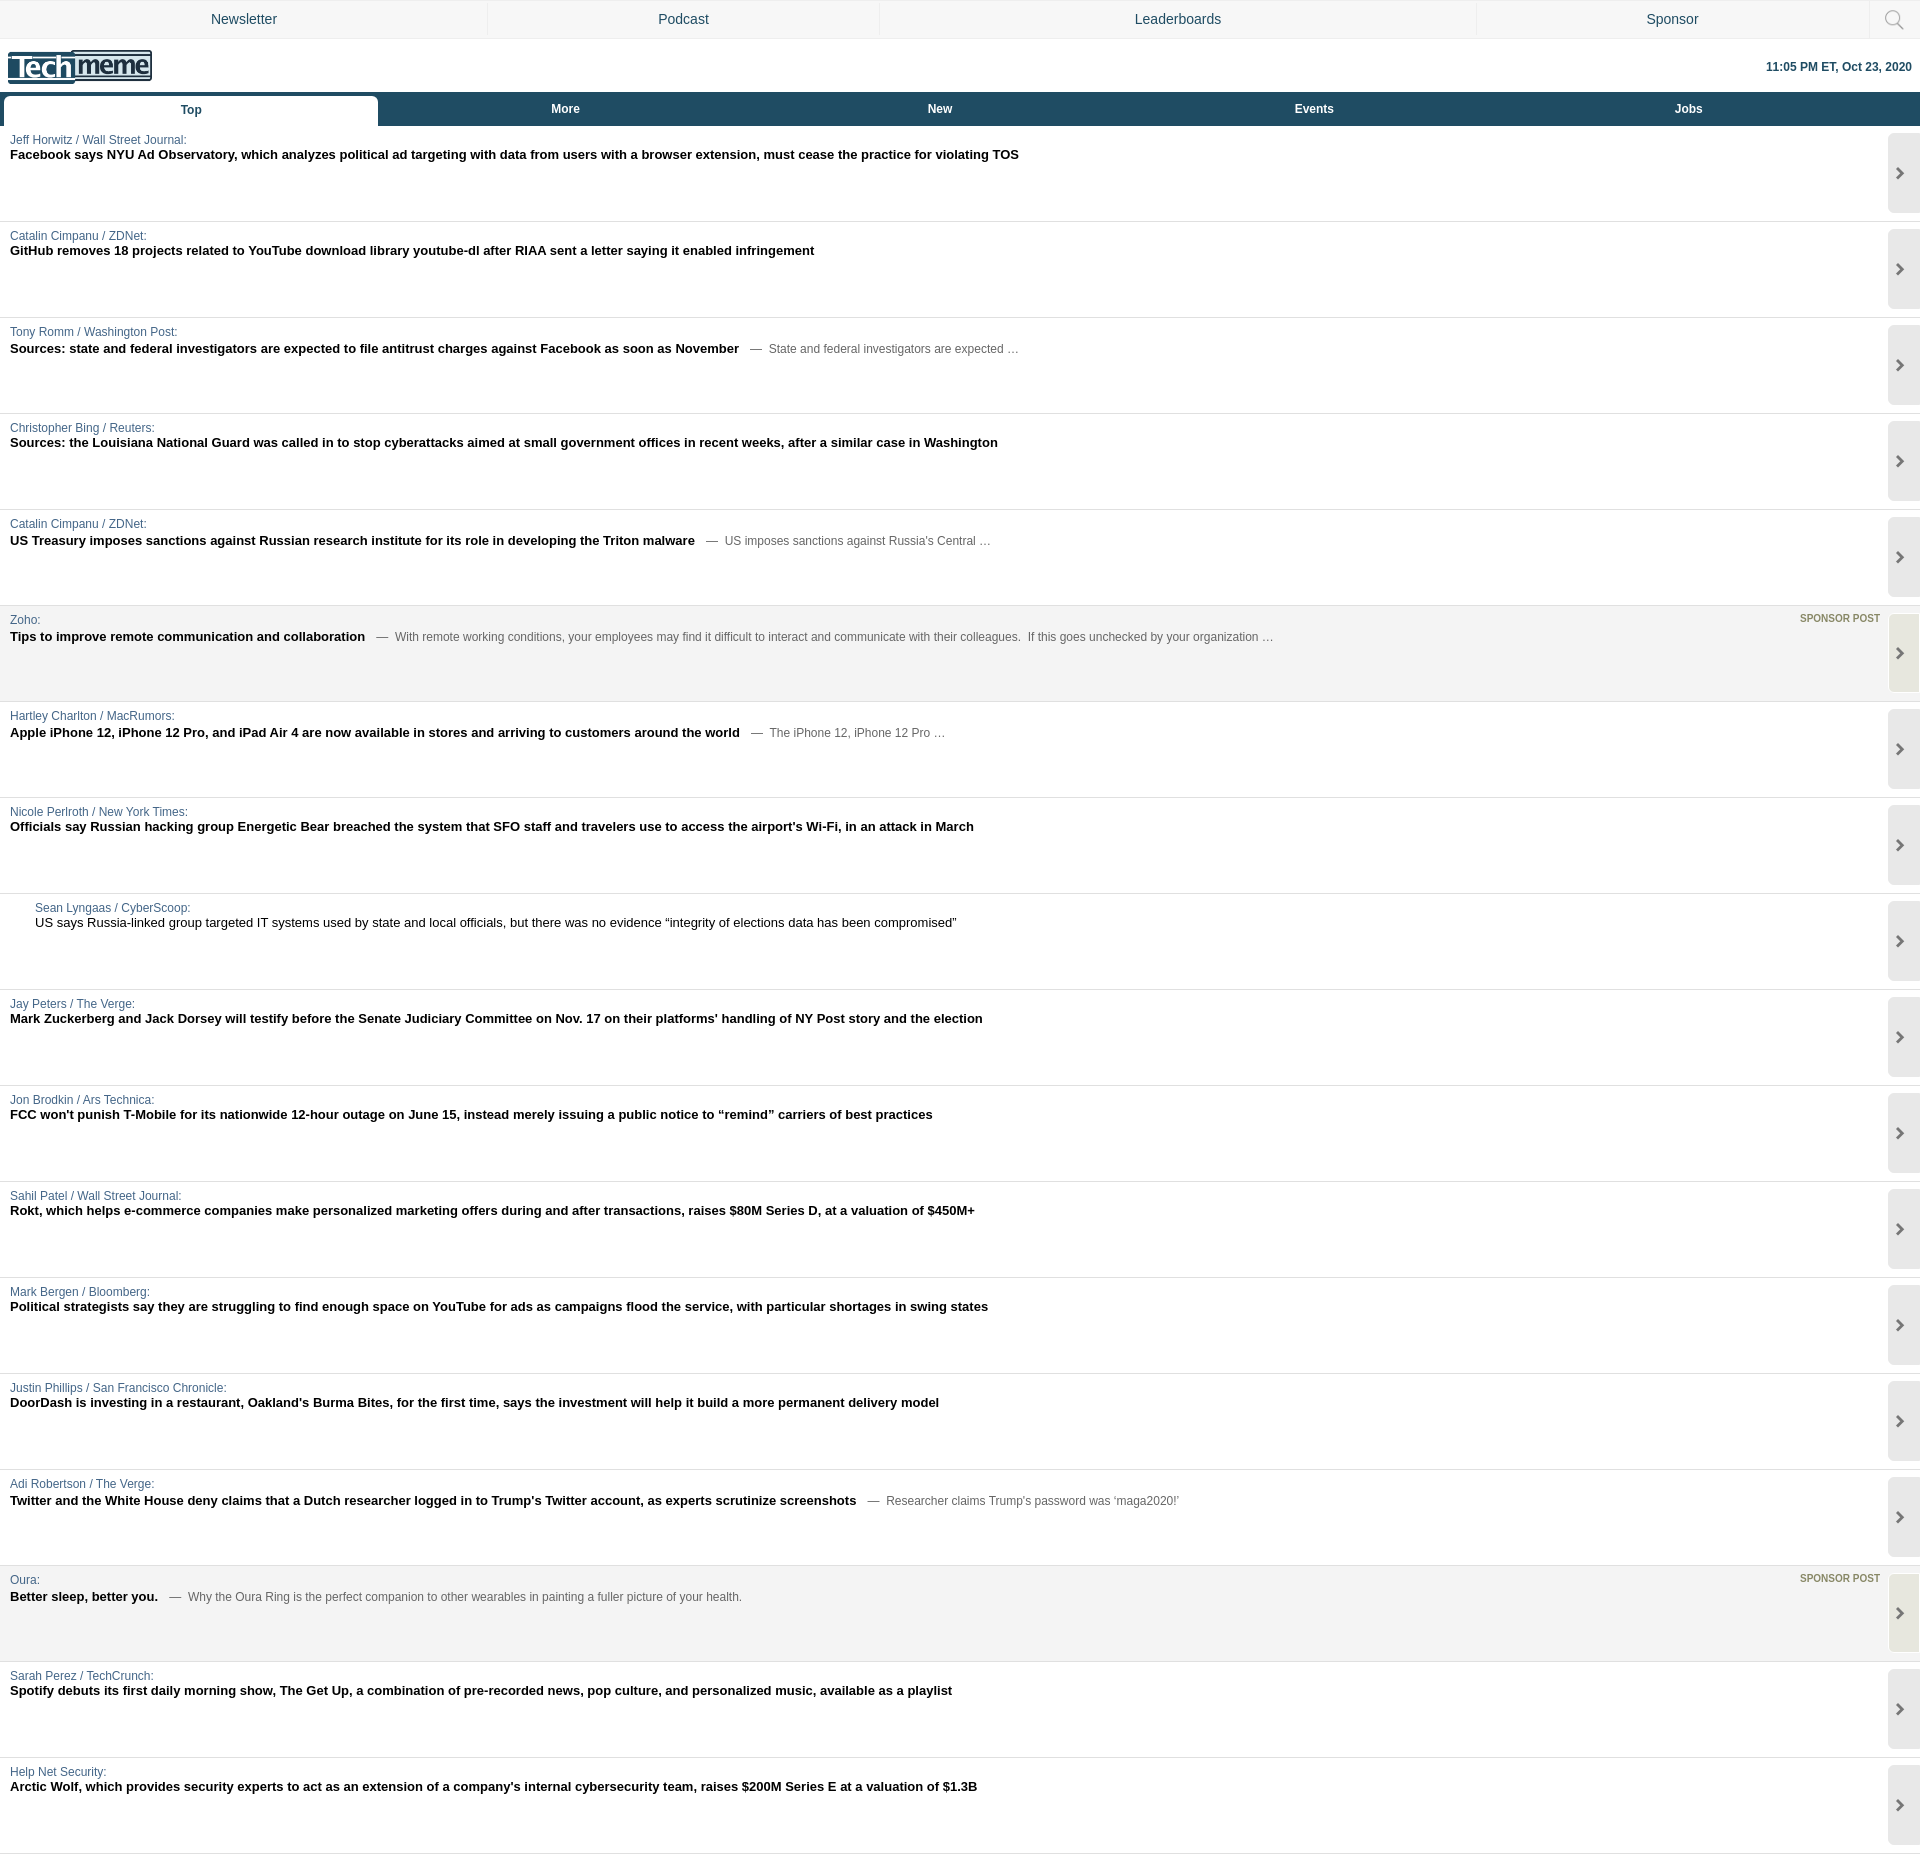 Newsletter
Podcast
Leaderboards
Sponsor
Techmeme
11:05 PM ET, Oct 23, 2020
Top
More
New
Events
Jobs
Jeff Horwitz / Wall Street Journal:
Facebook says NYU Ad Observatory, which analyzes political ad targeting with data from users with a browser extension, must cease the practice for violating TOS
Catalin Cimpanu / ZDNet:
GitHub removes 18 projects related to YouTube download library youtube-dl after RIAA sent a letter saying it enabled infringement
Tony Romm / Washington Post:
Sources: state and federal investigators are expected to file antitrust charges against Facebook as soon as November — State and federal investigators are expected …
Christopher Bing / Reuters:
Sources: the Louisiana National Guard was called in to stop cyberattacks aimed at small government offices in recent weeks, after a similar case in Washington
Catalin Cimpanu / ZDNet:
US Treasury imposes sanctions against Russian research institute for its role in developing the Triton malware — US imposes sanctions against Russia's Central …
Zoho:
SPONSOR POST
Tips to improve remote communication and collaboration — With remote working conditions, your employees may find it difficult to interact and communicate with their colleagues. If this goes unchecked by your organization …
Hartley Charlton / MacRumors:
Apple iPhone 12, iPhone 12 Pro, and iPad Air 4 are now available in stores and arriving to customers around the world — The iPhone 12, iPhone 12 Pro …
Nicole Perlroth / New York Times:
Officials say Russian hacking group Energetic Bear breached the system that SFO staff and travelers use to access the airport's Wi-Fi, in an attack in March
Sean Lyngaas / CyberScoop:
US says Russia-linked group targeted IT systems used by state and local officials, but there was no evidence “integrity of elections data has been compromised”
Jay Peters / The Verge:
Mark Zuckerberg and Jack Dorsey will testify before the Senate Judiciary Committee on Nov. 17 on their platforms' handling of NY Post story and the election
Jon Brodkin / Ars Technica:
FCC won't punish T-Mobile for its nationwide 12-hour outage on June 15, instead merely issuing a public notice to “remind” carriers of best practices
Sahil Patel / Wall Street Journal:
Rokt, which helps e-commerce companies make personalized marketing offers during and after transactions, raises $80M Series D, at a valuation of $450M+
Mark Bergen / Bloomberg:
Political strategists say they are struggling to find enough space on YouTube for ads as campaigns flood the service, with particular shortages in swing states
Justin Phillips / San Francisco Chronicle:
DoorDash is investing in a restaurant, Oakland's Burma Bites, for the first time, says the investment will help it build a more permanent delivery model
Adi Robertson / The Verge:
Twitter and the White House deny claims that a Dutch researcher logged in to Trump's Twitter account, as experts scrutinize screenshots — Researcher claims Trump's password was ‘maga2020!’
Oura:
SPONSOR POST
Better sleep, better you. — Why the Oura Ring is the perfect companion to other wearables in painting a fuller picture of your health.
Sarah Perez / TechCrunch:
Spotify debuts its first daily morning show, The Get Up, a combination of pre-recorded news, pop culture, and personalized music, available as a playlist
Help Net Security:
Arctic Wolf, which provides security experts to act as an extension of a company's internal cybersecurity team, raises $200M Series E at a valuation of $1.3B